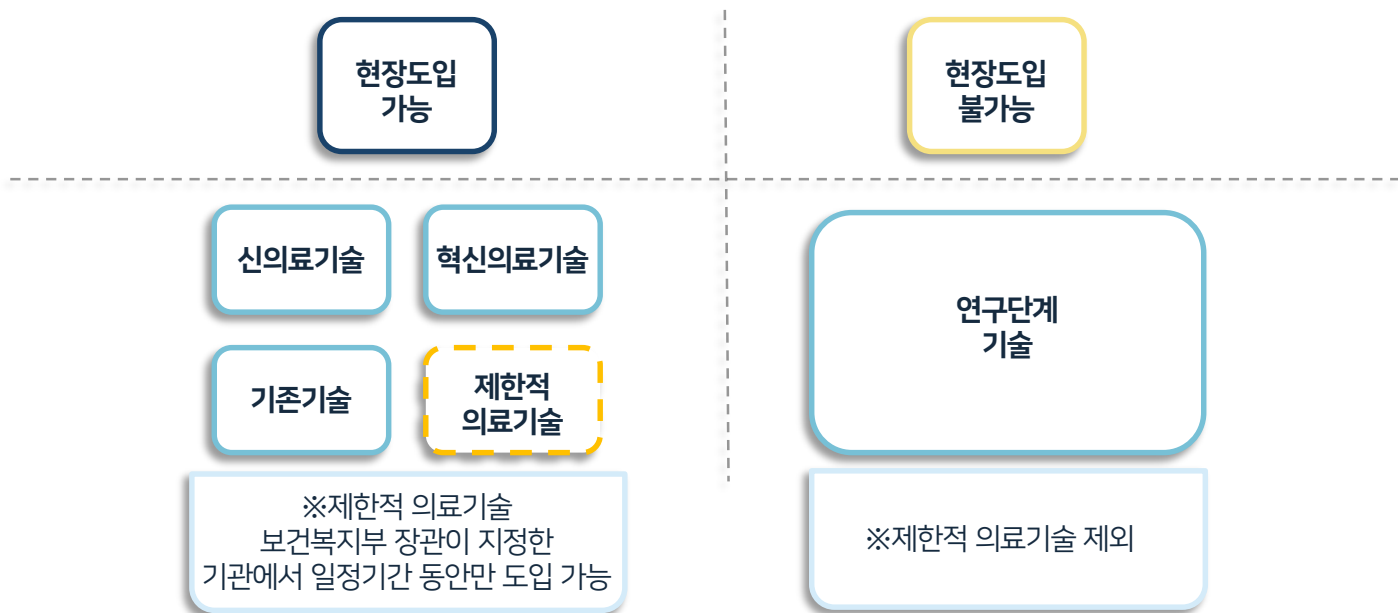 현장도입
가능
현장도입
불가능
신의료기술
혁신의료기술
기존기술
제한적
의료기술
※제한적 의료기술
보건복지부 장관이 지정한
기관에서 일정기간 동안만 도입 가능
연구단계
기술
※제한적 의료기술 제외